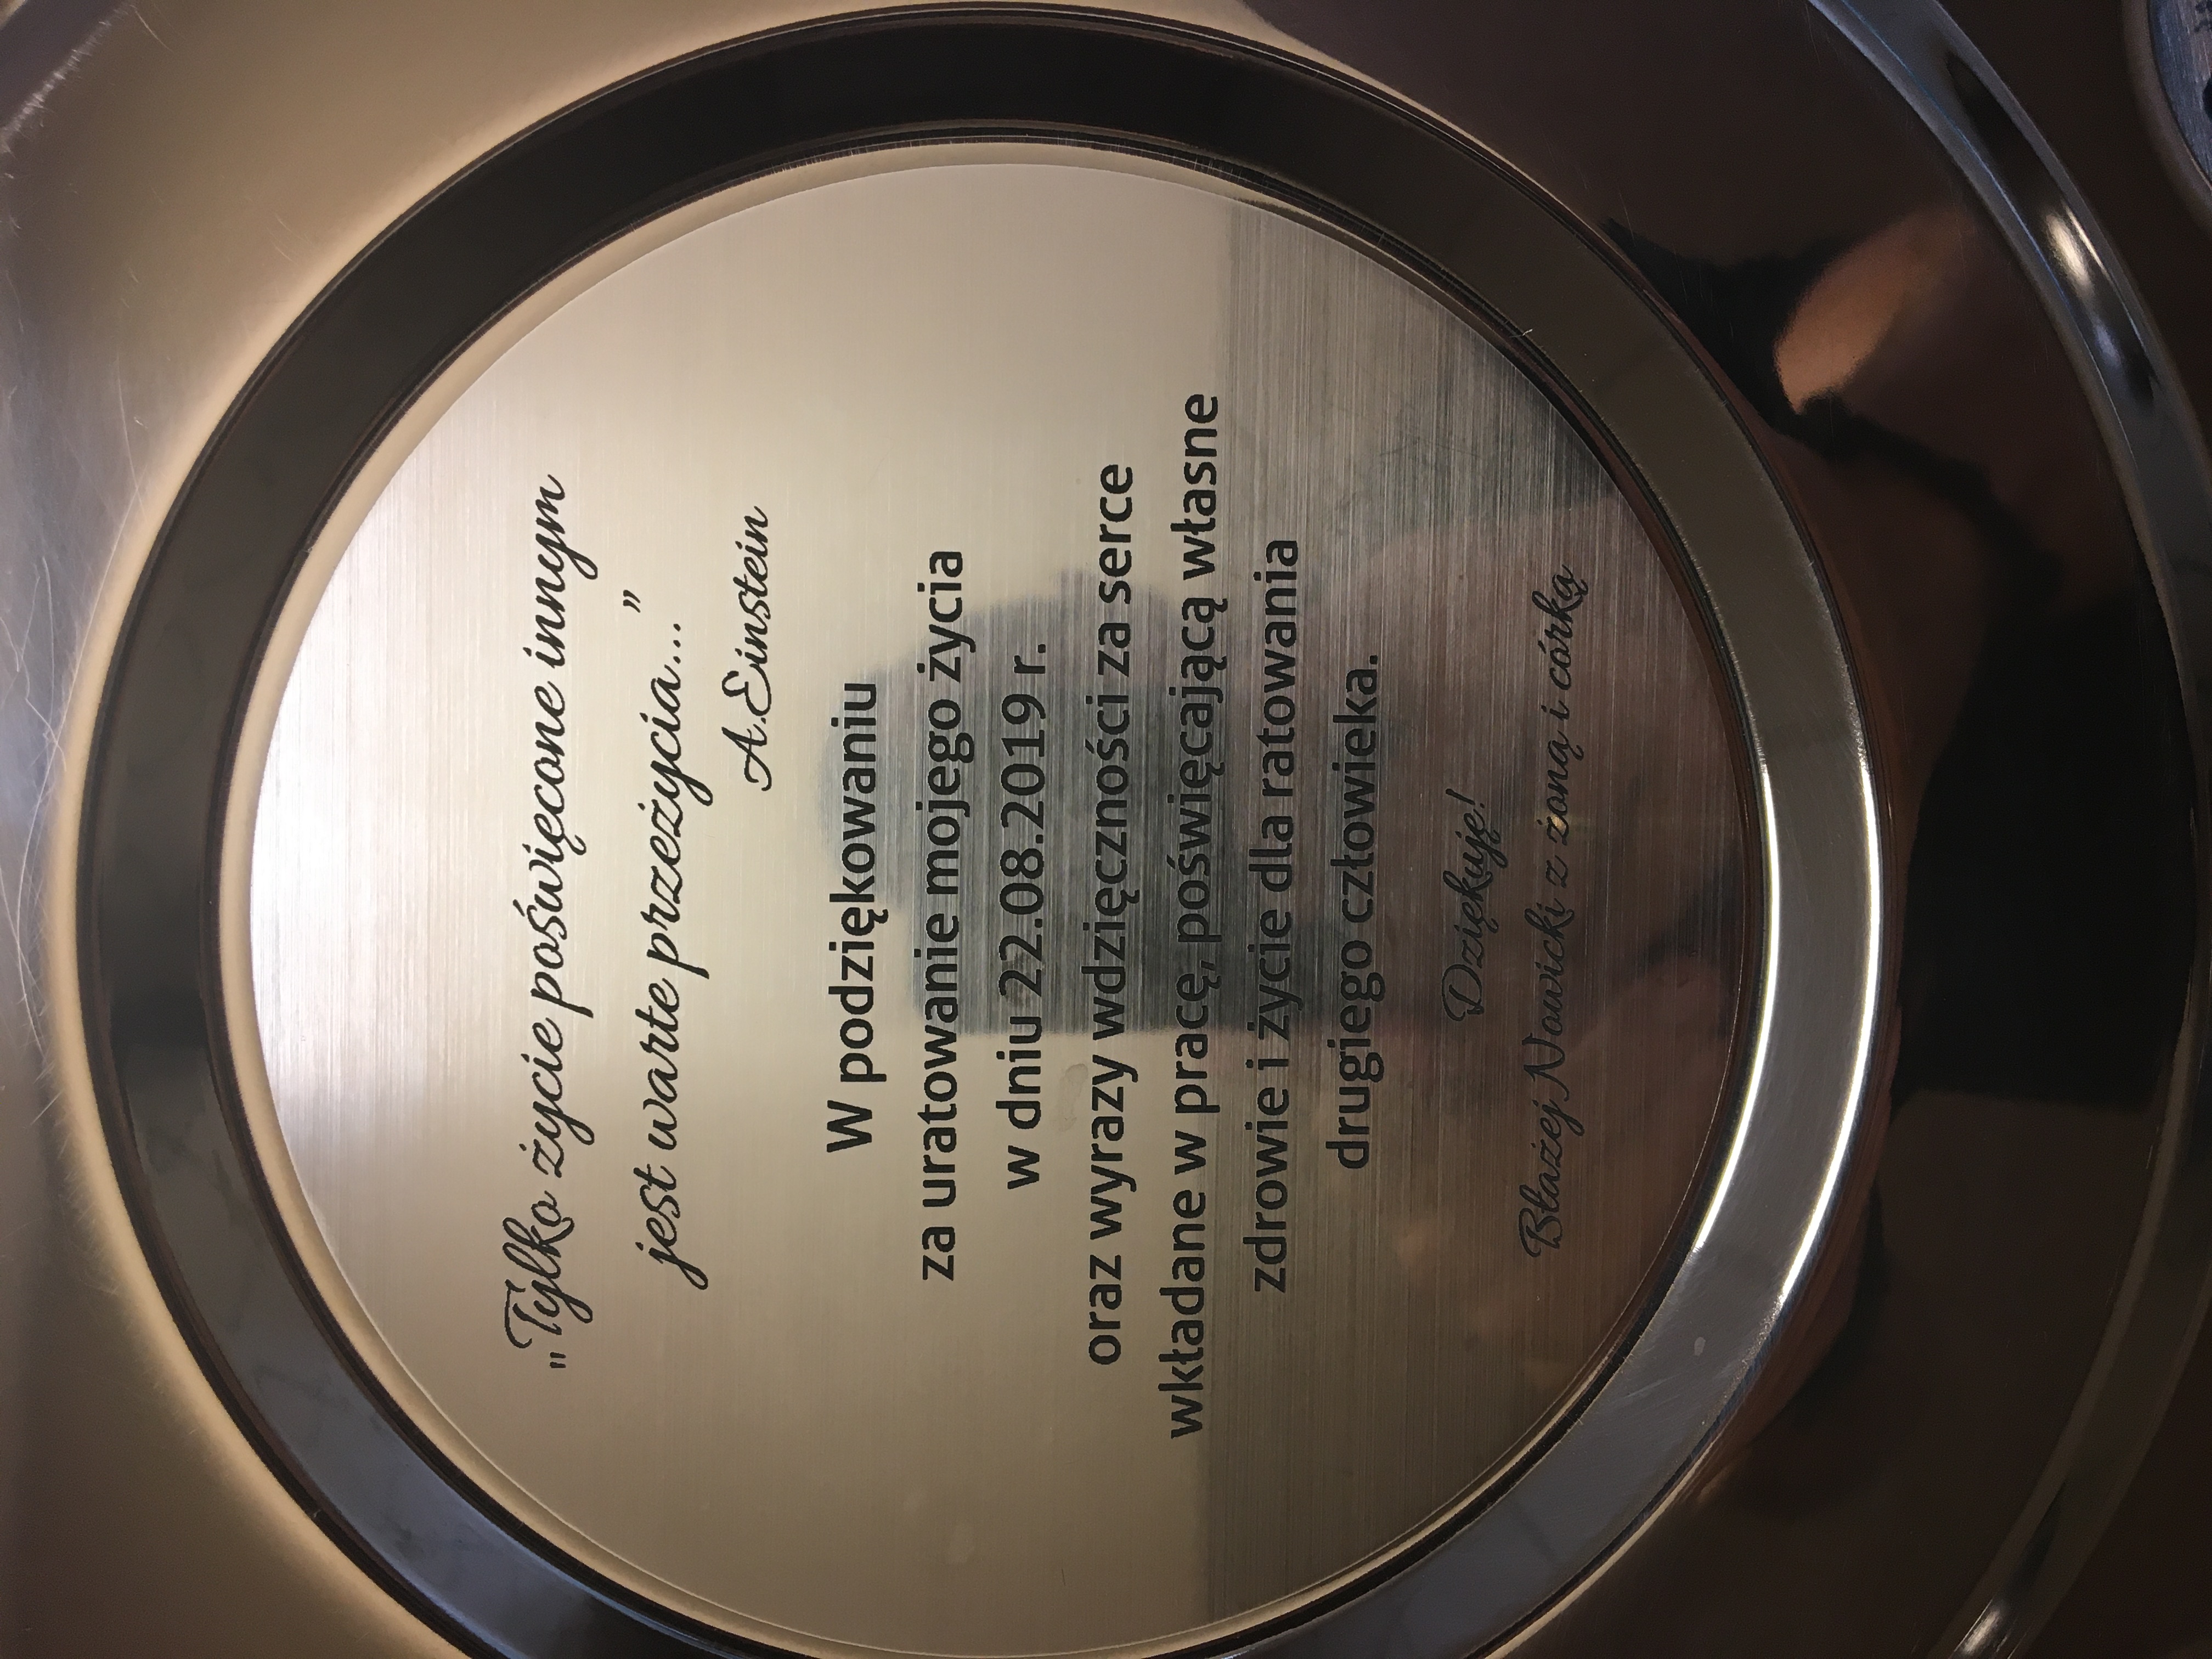 „Tylko życie poświęcone innym
jest warte przeżycia...”
A.Einstein
W podziękowaniu
za uratowanie mojego życia
w dniu 22.08.2019 r.
oraz wyrazy wdzięczności za serce
wkładane w pracę, poświęcającą własne
zdrowie i życie dla ratowania
drugiego człowieka.
Dziękuję!
Błażej Nowicki z żoną i córką